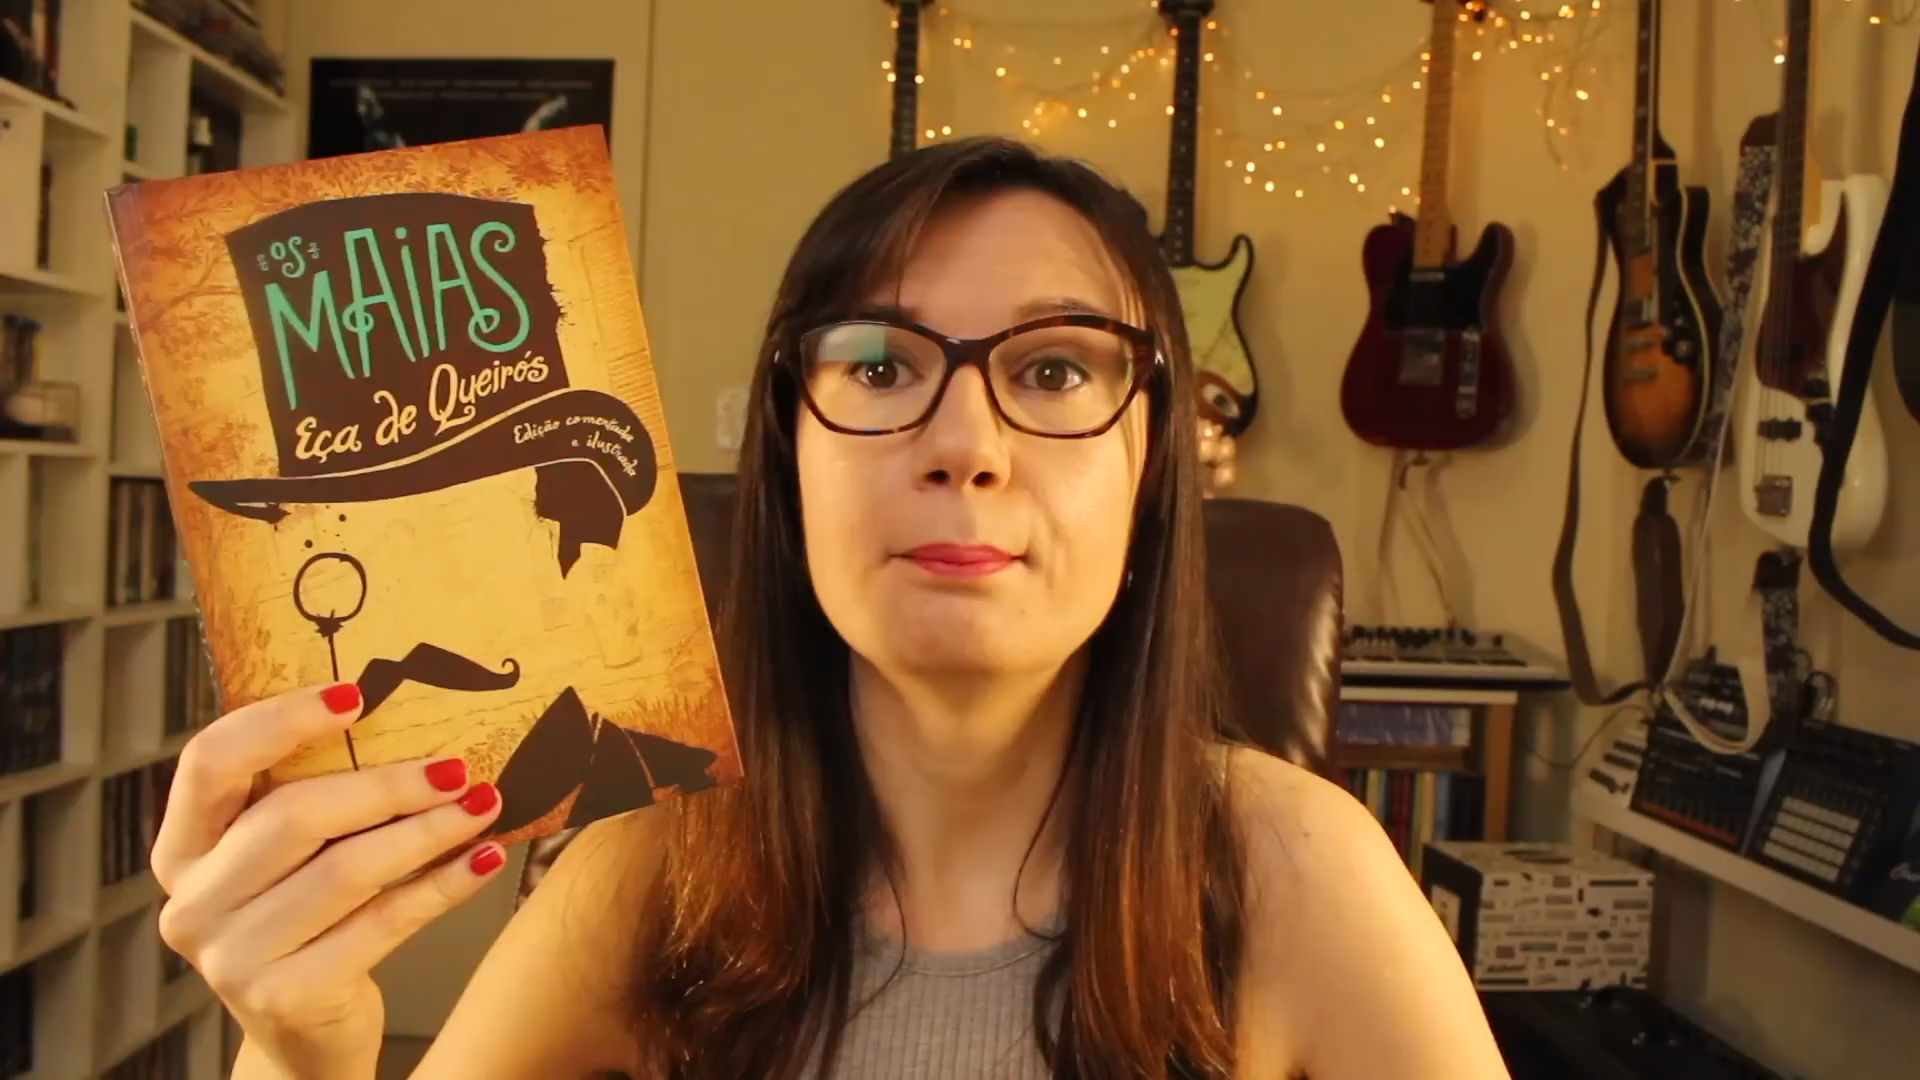 OS
MAIAS
Eça de Queirós
Edição comentada
e ilustrada